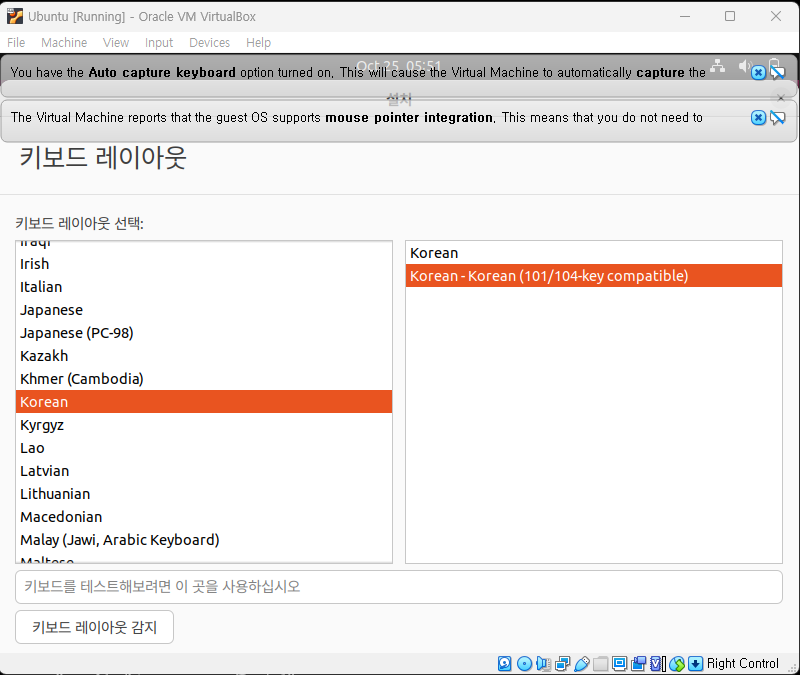 Ubuntu [Running] - Oracle VM VirtualBox
File Machine View Input Devices Help
Oct 25 05:51
You have the Auto capture keyboard option turned on. This will cause the Virtual Machine to automatically capture the
설치
The Virtual Machine reports that the guest OS supports mouse pointer integration. This means that you do not need to
키보드 레이아웃
키보드 레이아웃 선택:
Iraqi
Irish
Italian
Japanese
Japanese (PC-98)
Kazakh
Khmer (Cambodia)
Korean
Kyrgyz
Lao
Latvian
Lithuanian
Macedonian
Malay (Jawi, Arabic Keyboard)
Maltese
Korean
Korean - Korean (101/104-key compatible)
키보드를 테스트해보려면 이 곳을 사용하십시오
키보드 레이아웃 감지
Right Control